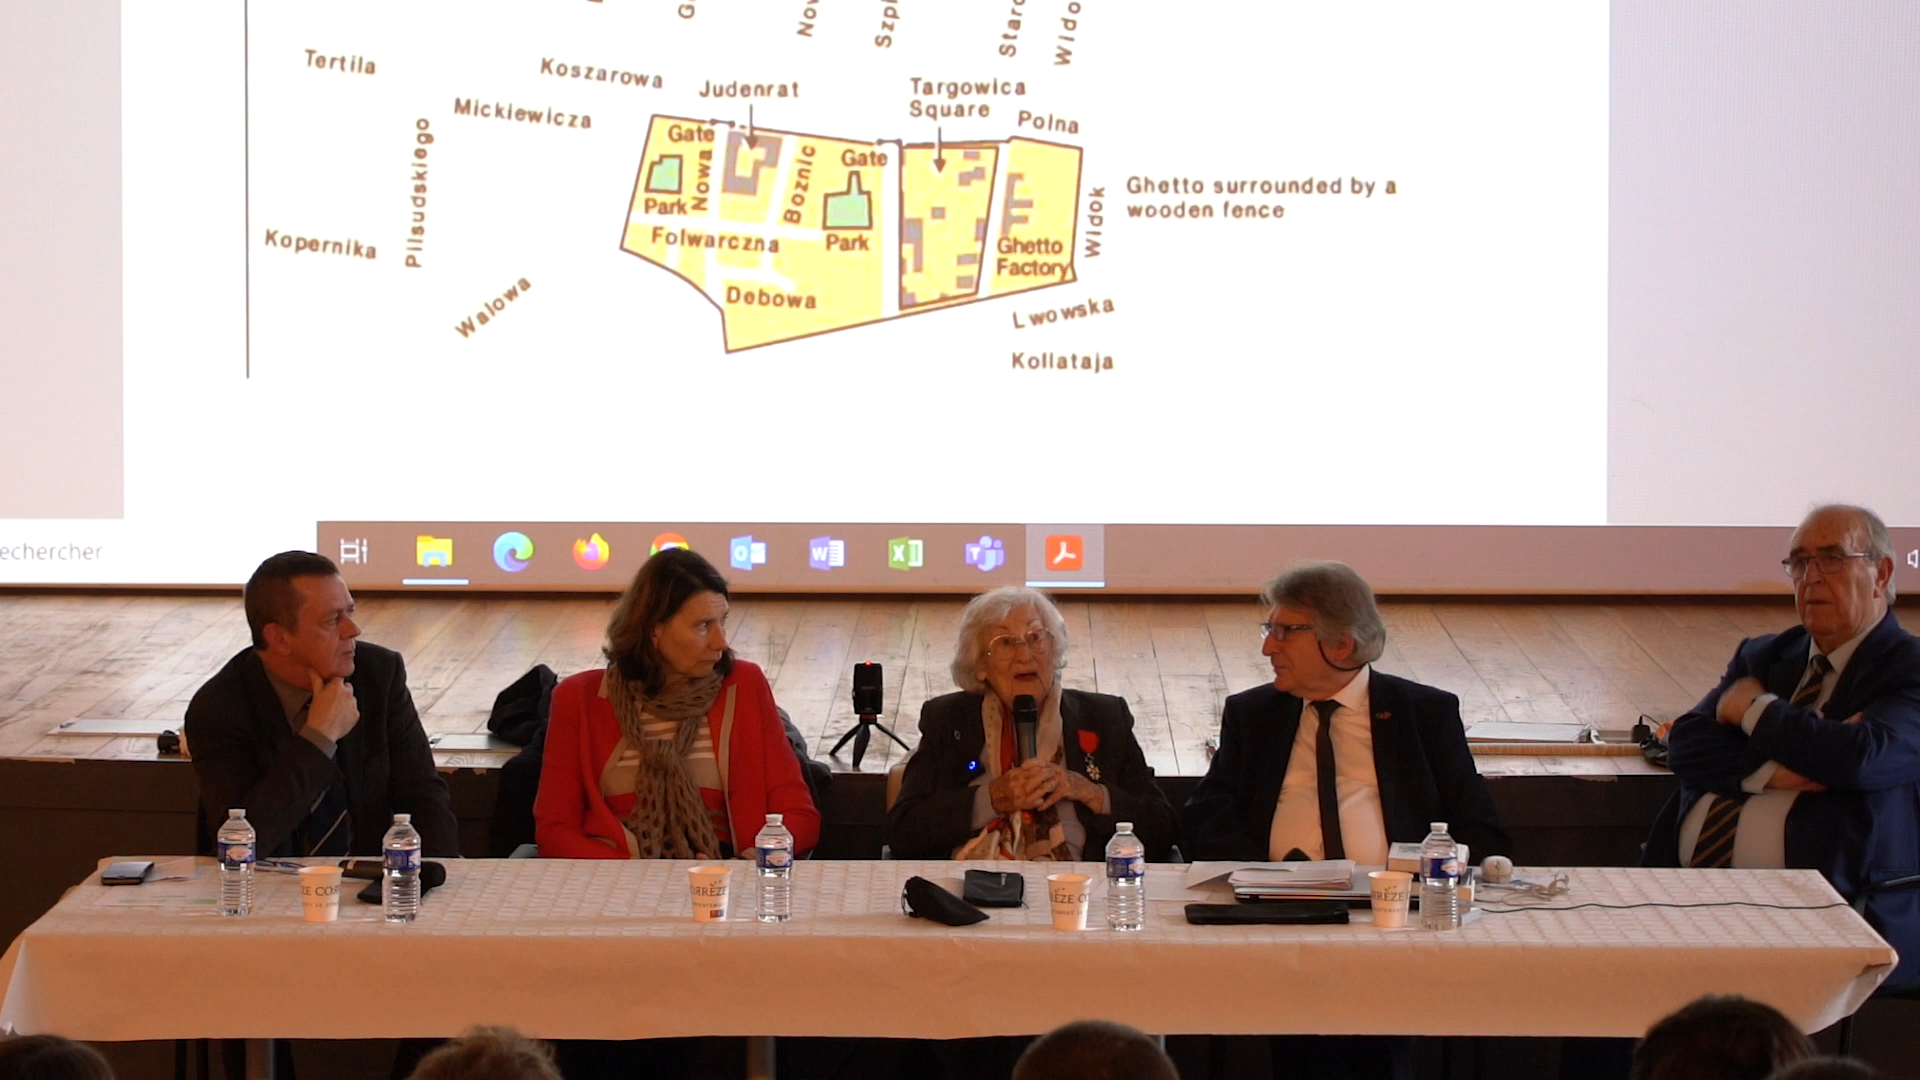 Tertila
Koszarowa
Judenrat
Targowica
Square
Mickiewicza
Polna
Gate
Gate
Pilsudskiego
Nowa
Boznic
Park
Park
Folwarczna
Widok
Ghetto surrounded by a
wooden fence
Kopernika
Ghetto
Factory
Walowa
Debowa
Lwowska
Kollataja
echercher